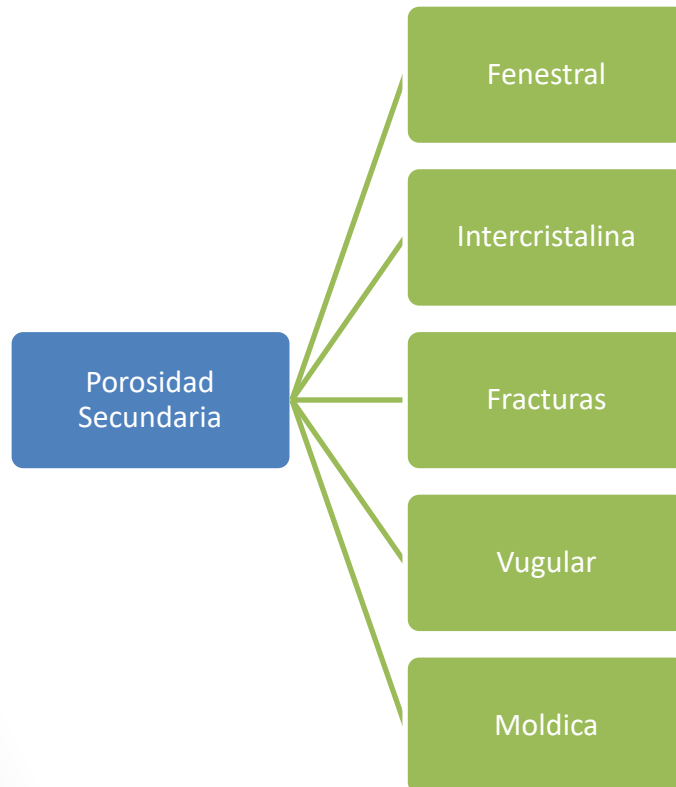 Fenestral
Intercristalina
Porosidad
Secundaria
Fracturas
Vugular
Moldica